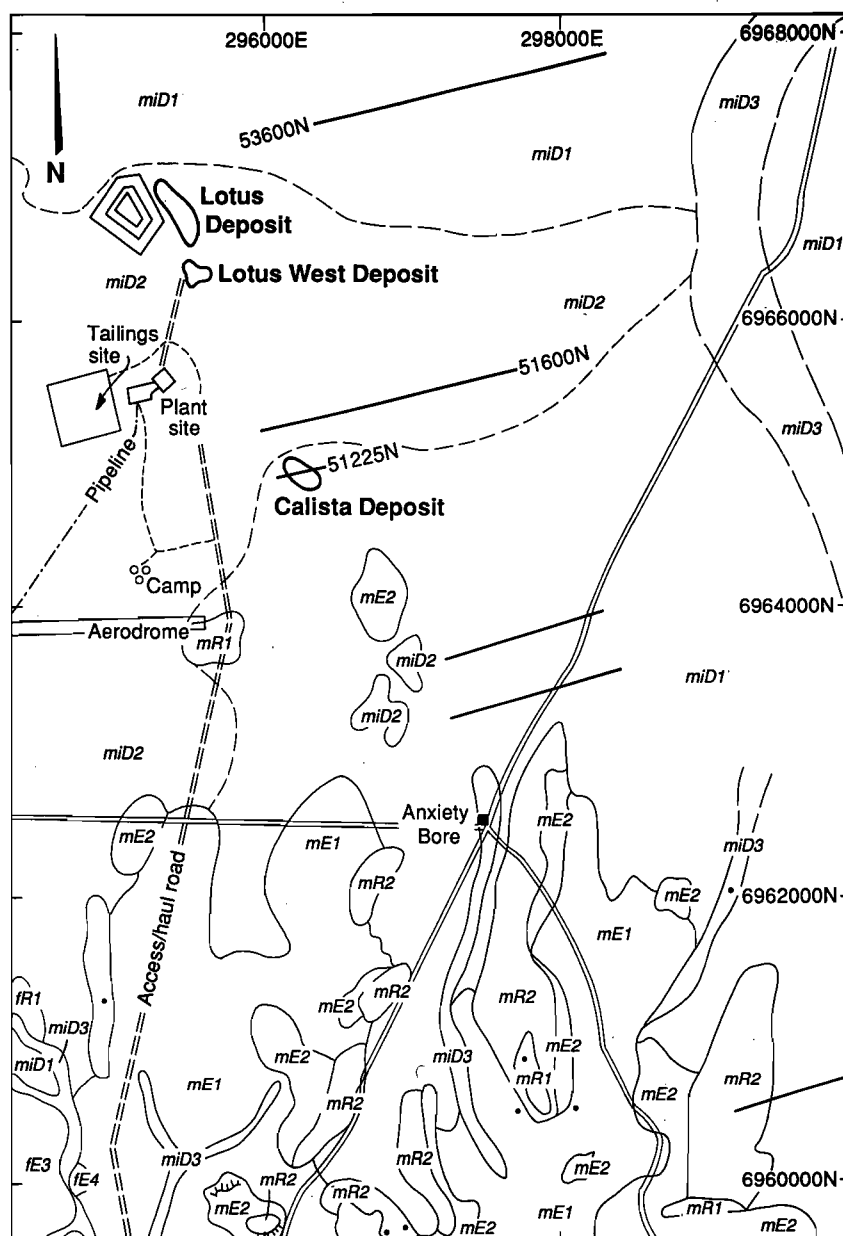 296000E
298000E
6968000N
miD1
53600N
miD3
miD1
N
Lotus
Deposit
miD1
miD2
Lotus West Deposit
miD2
6966000N
Tailings
site
51600N
Plant
site
miD3
51225N
Pipeline
Calista Deposit
Camp
mE2
6964000N
Aerodrome
mR1
miD2
miD1
miD2
miD2
Anxiety
Bore
mE2
mE1
mE2
miD3
mR2
mE2
6962000N
Access/haul road
mE1
fR1
mE2
mR2
mR2
miD3
miD1
mE2
miD3
mE2
mR1
mE1
mR2
mE2
mR2
fE3
fE4
miD3
mR2
mE2
mR2
mR2
6960000N
mE2
mE2
mE1
mR1
mE2